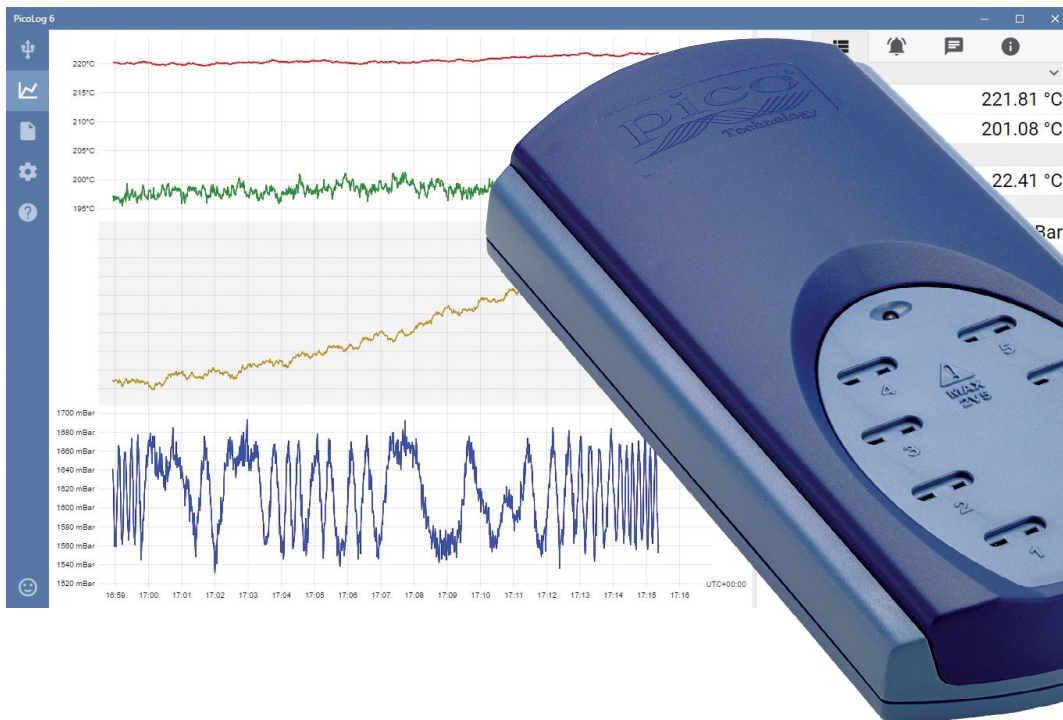 PicoLog 6
220°C
215°C
210°C
205°C
200°C
195°C
1700 mBar
1680 mBar
1660 mBar
1640 mBar
1620 mBar
1600 mBar
1580 mBar
1560 mBar
1540 mBar
1520 mBar
16:59 17:00 17:01 17:02 17:03 17:04 17:05 17:06 17:07 17:08 17:09 17:10 17:11 17:12 17:13 17:14 17:15 17:16
UTC+00:00
221.81 °C
201.08 °C
22.41 °C
Bar
pico
Technology
5
4
MAX
2V5
3
2
1